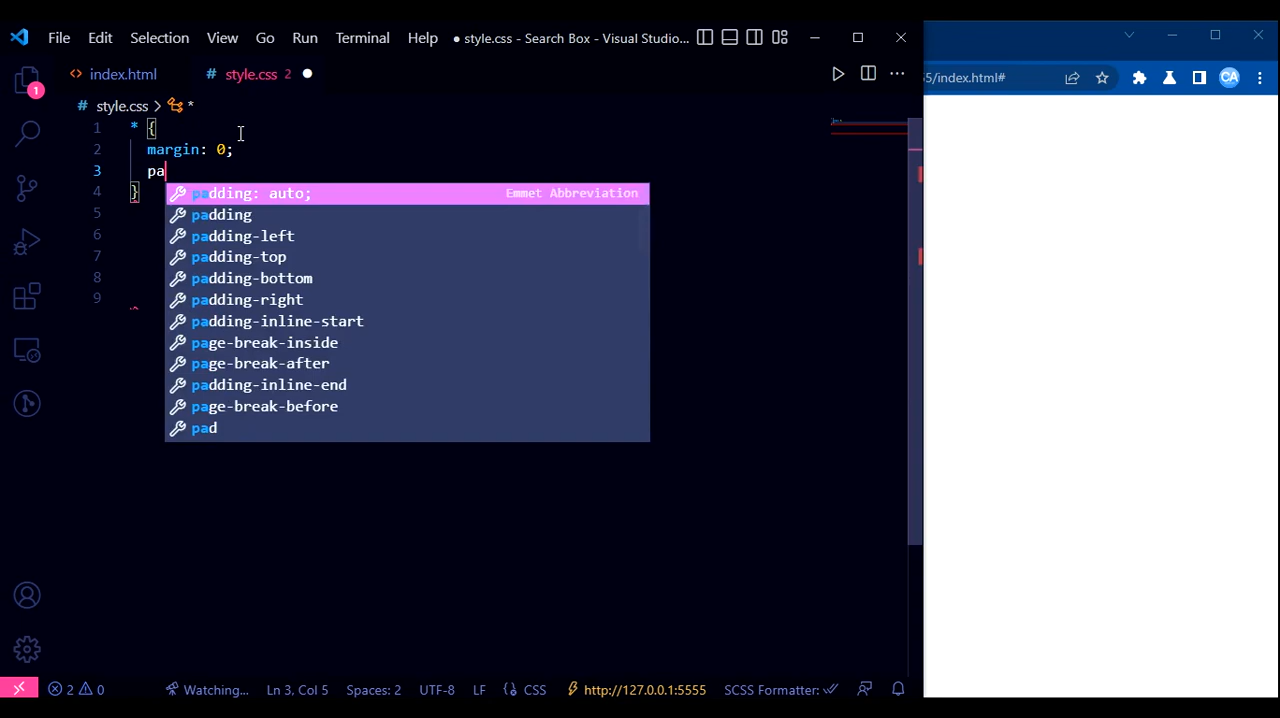 File Edit Selection View Go Run Terminal Help ● style.css - Search Box - Visual Studio...
index.html # style.css 2
5/index.html#
CA
1
# style.css > *
1 * {
2 margin: 0;
3 pa
4 }
5
6
7
8
9
padding: auto; Emmet Abbreviation
padding
padding-left
padding-top
padding-bottom
padding-right
padding-inline-start
page-break-inside
page-break-after
padding-inline-end
page-break-before
pad
2 0 Watching... Ln 3, Col 5 Spaces: 2 UTF-8 LF {} CSS http://127.0.0.1:5555 SCSS Formatter: